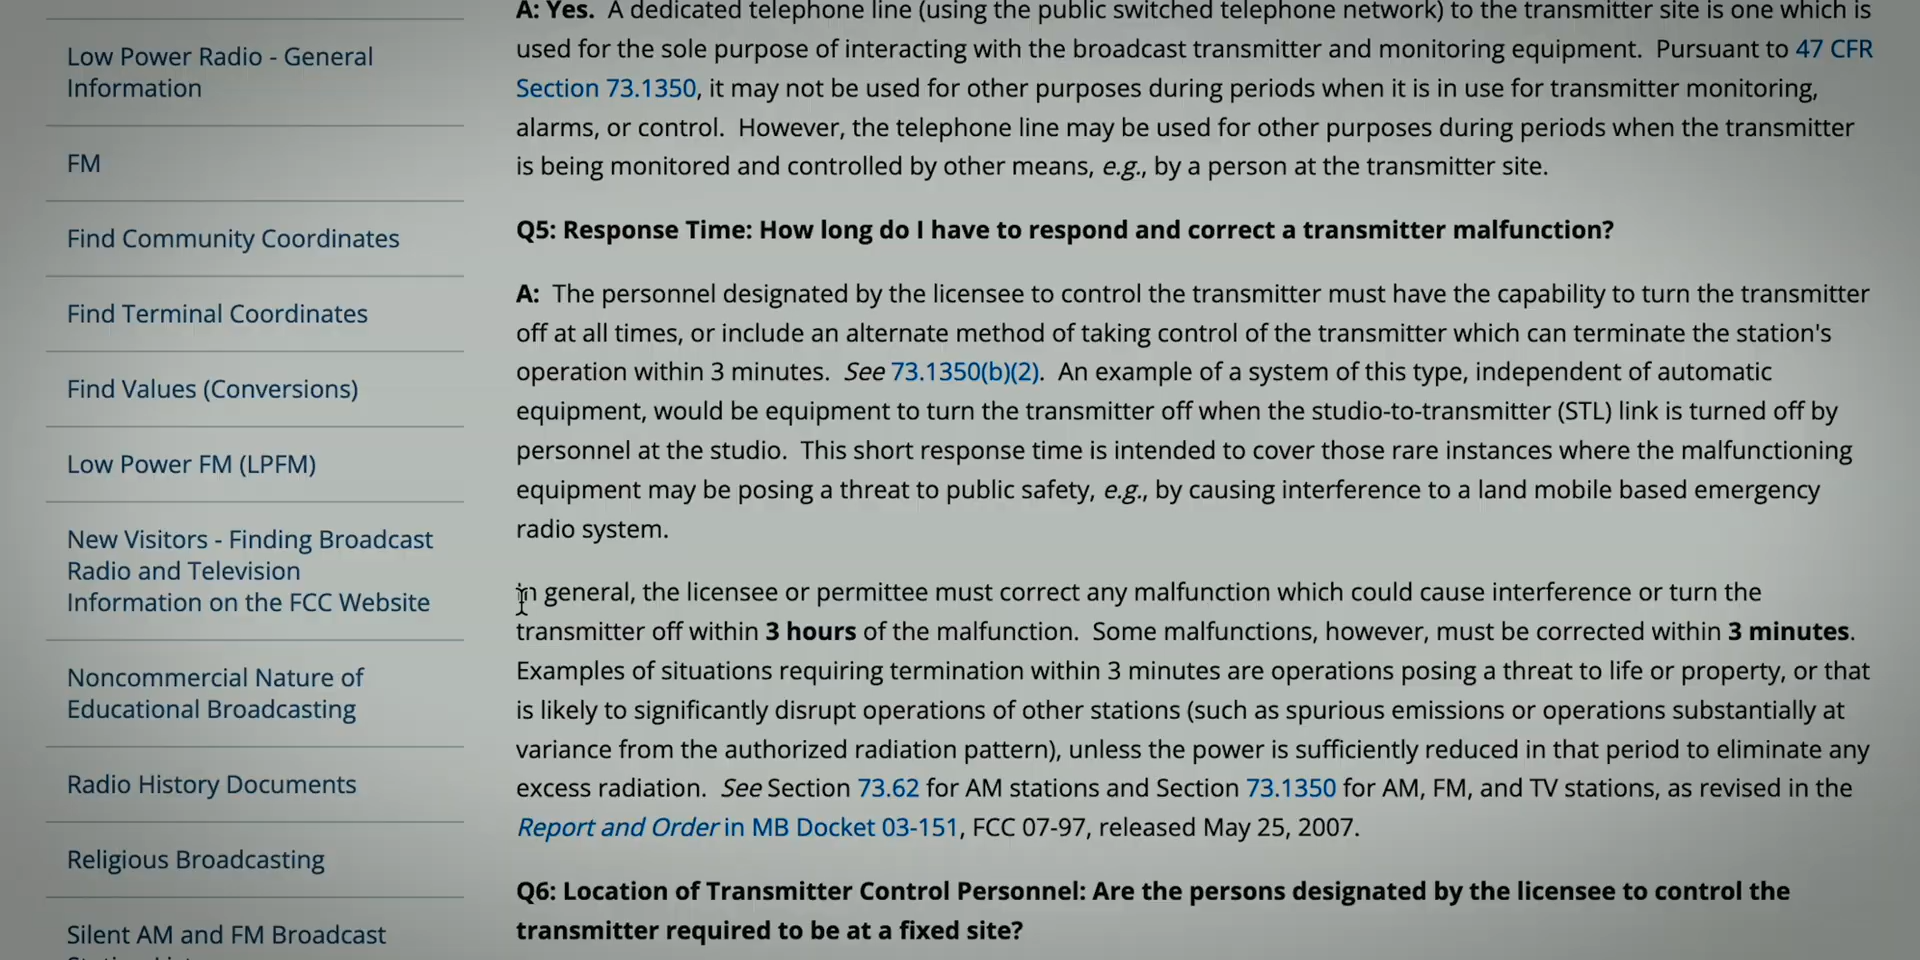 Low Power Radio - General
Information
FM
Find Community Coordinates
Find Terminal Coordinates
Find Values (Conversions)
Low Power FM (LPFM)
New Visitors - Finding Broadcast
Radio and Television
Information on the FCC Website
Noncommercial Nature of
Educational Broadcasting
Radio History Documents
Religious Broadcasting
Silent AM and FM Broadcast
A: Yes.  A dedicated telephone line (using the public switched telephone network) to the transmitter site is one which is
used for the sole purpose of interacting with the broadcast transmitter and monitoring equipment.  Pursuant to 47 CFR
Section 73.1350, it may not be used for other purposes during periods when it is in use for transmitter monitoring,
alarms, or control.  However, the telephone line may be used for other purposes during periods when the transmitter
is being monitored and controlled by other means, e.g., by a person at the transmitter site.
Q5: Response Time: How long do I have to respond and correct a transmitter malfunction?
A:  The personnel designated by the licensee to control the transmitter must have the capability to turn the transmitter
off at all times, or include an alternate method of taking control of the transmitter which can terminate the station's
operation within 3 minutes.  See 73.1350(b)(2).  An example of a system of this type, independent of automatic
equipment, would be equipment to turn the transmitter off when the studio-to-transmitter (STL) link is turned off by
personnel at the studio.  This short response time is intended to cover those rare instances where the malfunctioning
equipment may be posing a threat to public safety, e.g., by causing interference to a land mobile based emergency
radio system.
In general, the licensee or permittee must correct any malfunction which could cause interference or turn the
transmitter off within 3 hours of the malfunction.  Some malfunctions, however, must be corrected within 3 minutes.
Examples of situations requiring termination within 3 minutes are operations posing a threat to life or property, or that
is likely to significantly disrupt operations of other stations (such as spurious emissions or operations substantially at
variance from the authorized radiation pattern), unless the power is sufficiently reduced in that period to eliminate any
excess radiation.  See Section 73.62 for AM stations and Section 73.1350 for AM, FM, and TV stations, as revised in the
Report and Order in MB Docket 03-151, FCC 07-97, released May 25, 2007.
Q6: Location of Transmitter Control Personnel: Are the persons designated by the licensee to control the
transmitter required to be at a fixed site?